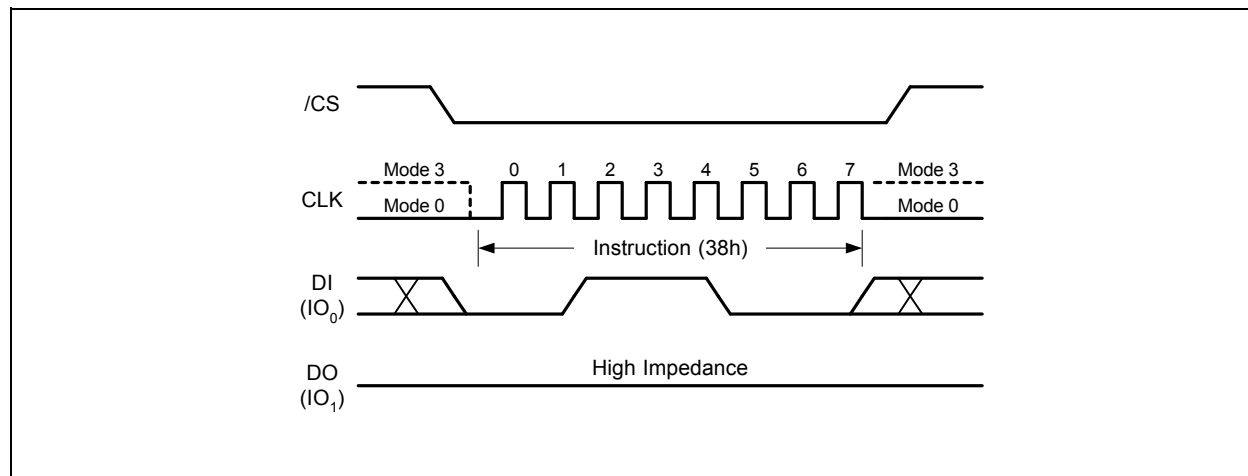 /CS
Mode 3 0 1 2 3 4 5 6 7 Mode 3
CLK
Mode 0 Mode 0
Instruction (38h)
DI
(IO0)
High Impedance
DO
(IO1)